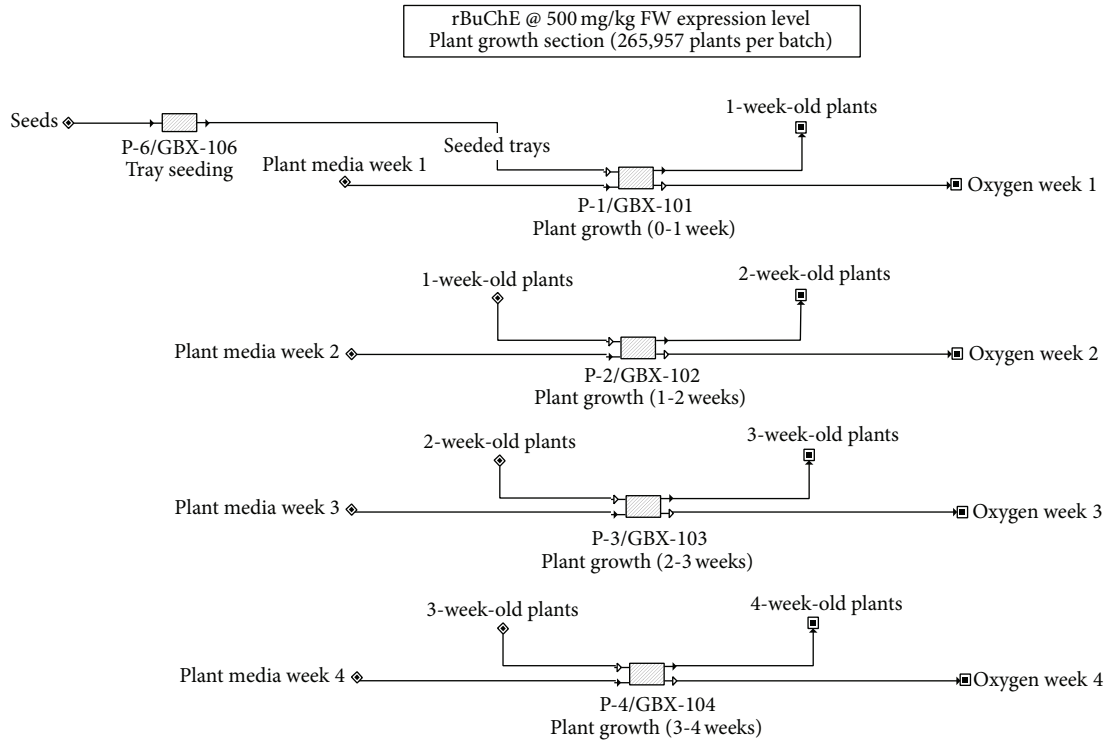 rBuChE @ 500 mg/kg FW expression level
Plant growth section (265,957 plants per batch)
1-week-old plants
Seeds
P-6/GBX-106
Tray seeding
Seeded trays
Plant media week 1
Oxygen week 1
P-1/GBX-101
Plant growth (0-1 week)
1-week-old plants
2-week-old plants
Plant media week 2
Oxygen week 2
P-2/GBX-102
Plant growth (1-2 weeks)
2-week-old plants
3-week-old plants
Plant media week 3
Oxygen week 3
P-3/GBX-103
Plant growth (2-3 weeks)
3-week-old plants
4-week-old plants
Plant media week 4
Oxygen week 4
P-4/GBX-104
Plant growth (3-4 weeks)